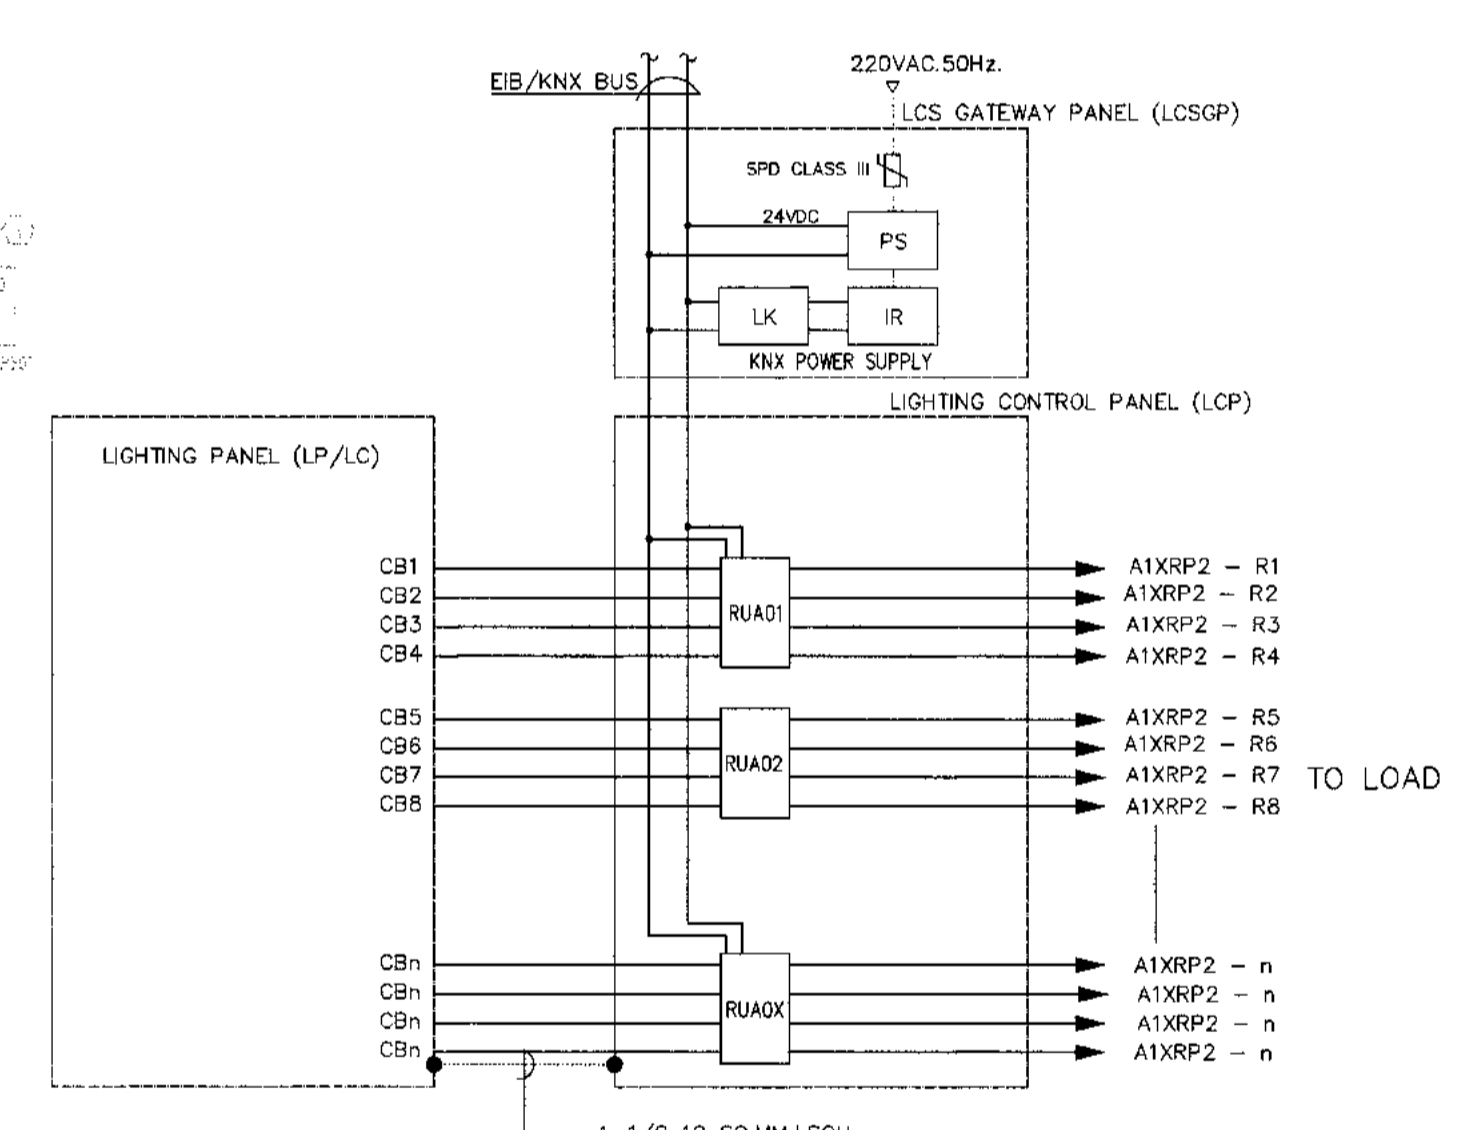 220VAC.50Hz.
EIB/KNX BUS
LCS GATEWAY PANEL (LCSGP)
SPD CLASS III
24VDC
PS
LK
IR
KNX POWER SUPPLY
LIGHTING CONTROL PANEL (LCP)
LIGHTING PANEL (LP/LC)
CB1
A1XRP2 - R1
CB2
A1XRP2 - R2
RUA01
CB3
A1XRP2 - R3
CB4
A1XRP2 - R4
CB5
A1XRP2 - R5
CB6
A1XRP2 - R6
RUA02
CB7
A1XRP2 - R7
TO LOAD
CB8
A1XRP2 - R8
CBn
A1XRP2 - n
CBn
A1XRP2 - n
RUA0X
CBn
A1XRP2 - n
CBn
A1XRP2 - n